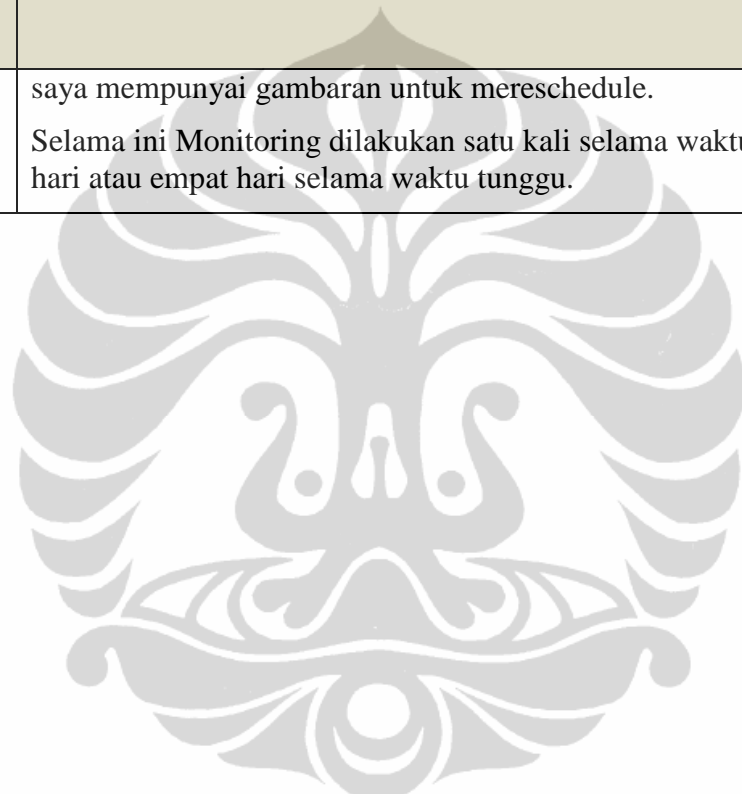 saya mempunyai gambaran untuk mereschedule.
Selama ini Monitoring dilakukan satu kali selama waktu
hari atau empat hari selama waktu tunggu.